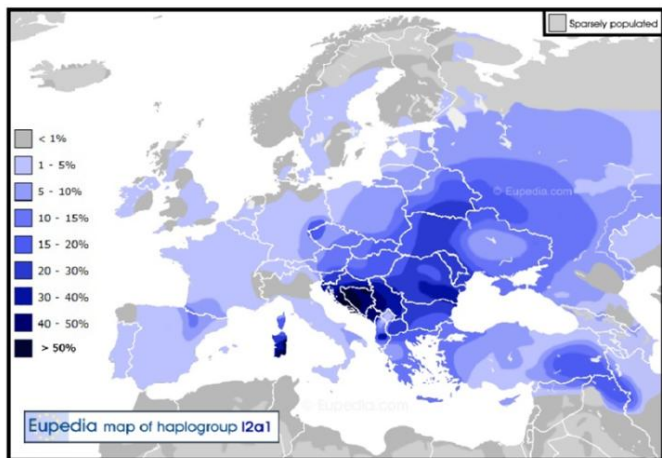 Sparsely populated
< 1%
1 - 5%
5 - 10%
10 - 15%
15 - 20%
20 - 30%
30 - 40%
40 - 50%
> 50%
© Eupedia.com
© Eupedia.com
Eupedia map of haplogroup I2a1